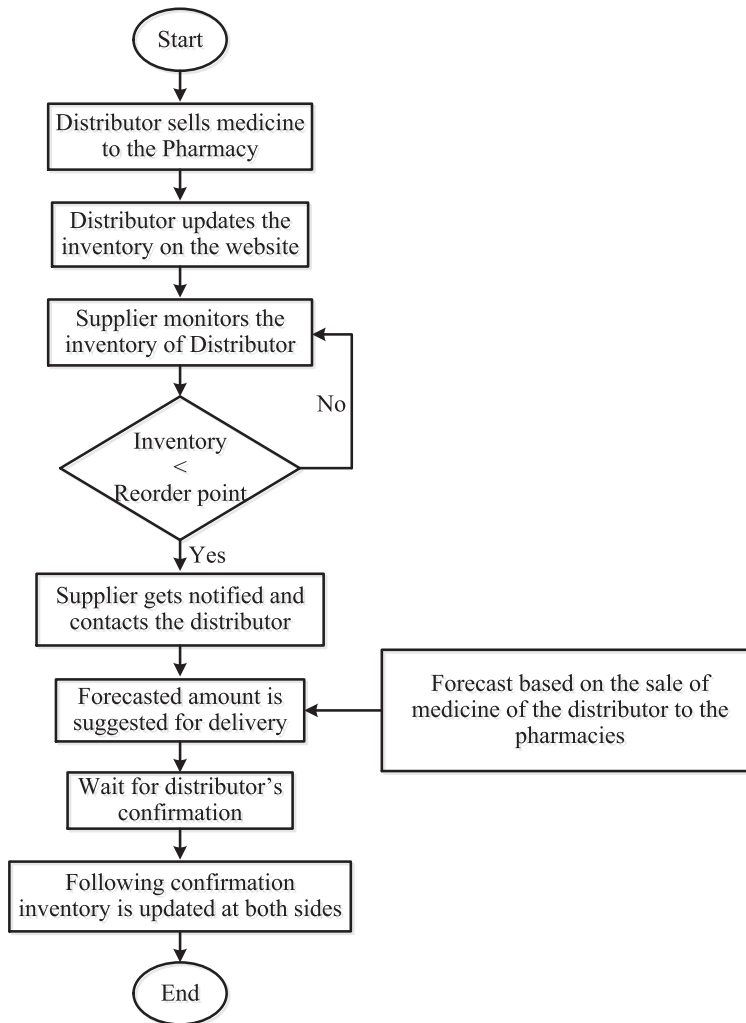 Start
Distributor sells medicine
to the Pharmacy
Distributor updates the
inventory on the website
Supplier monitors the
inventory of Distributor
No
Inventory
<
Reorder point
Yes
Supplier gets notified and
contacts the distributor
Forecasted amount is
suggested for delivery
Forecast based on the sale of
medicine of the distributor to the
pharmacies
Wait for distributor’s
confirmation
Following confirmation
inventory is updated at both sides
End